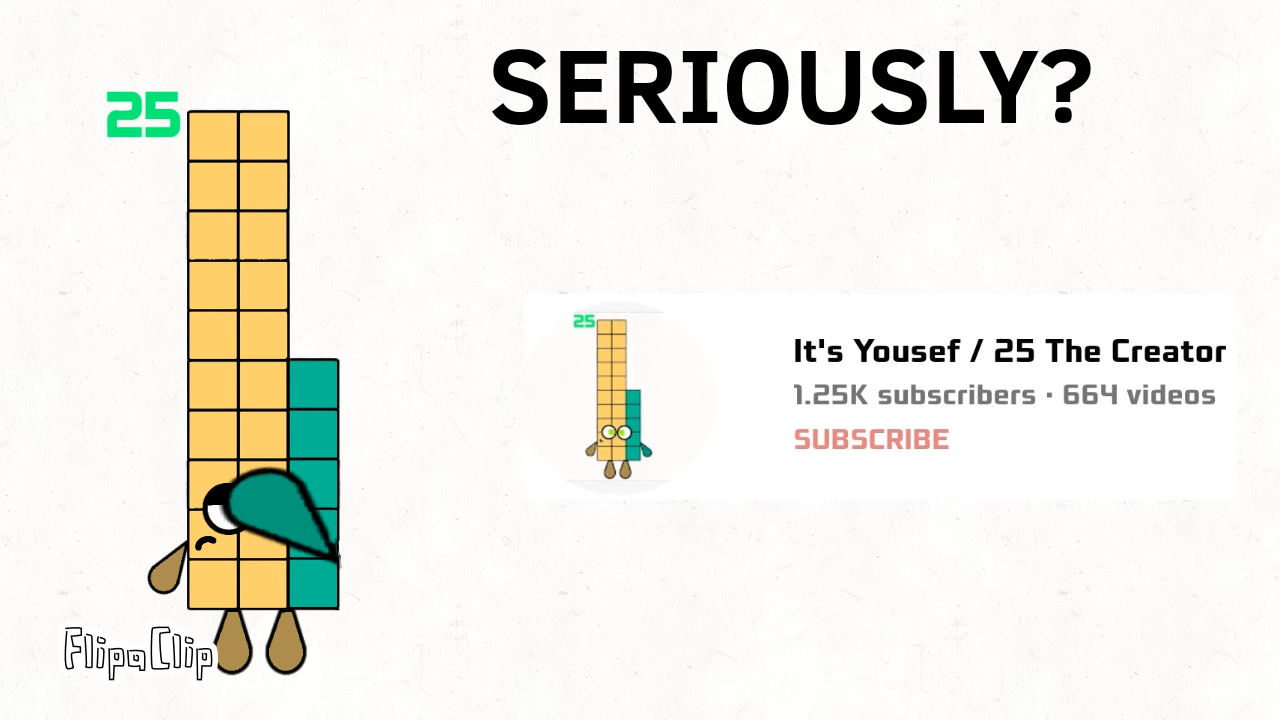 SERIOUSLY?
25
25
It's Yousef / 25 The Creator
1.25K subscribers · 664 videos
SUBSCRIBE
FlipaClip